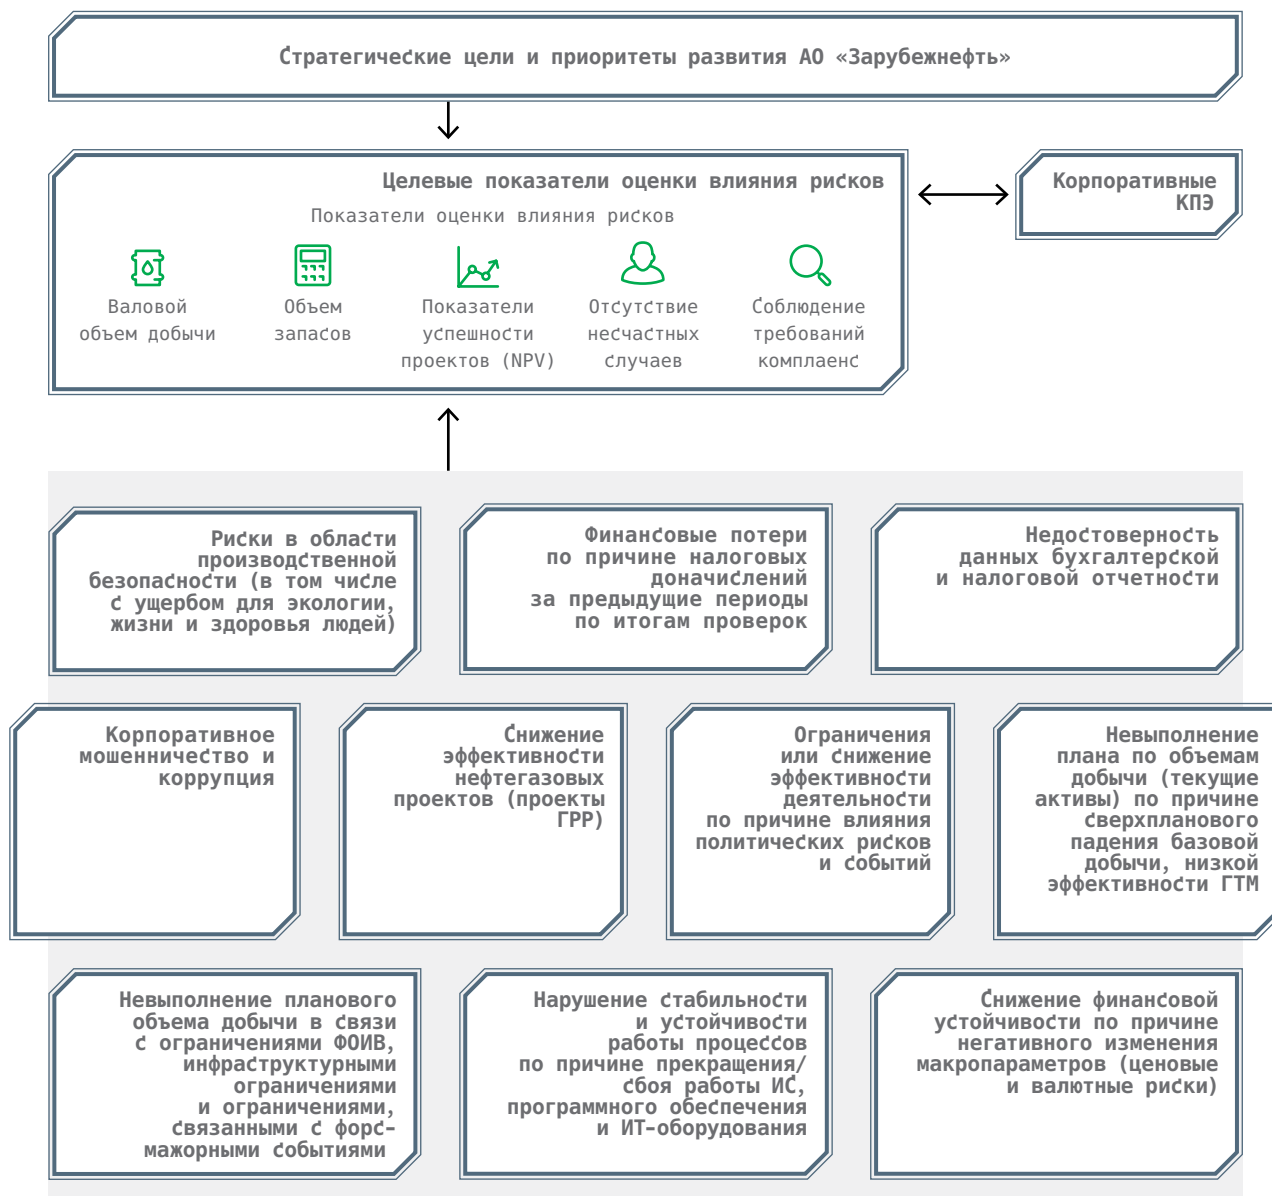 Стратегические цели и приоритеты развития АО «Зарубежнефть»
Целевые показатели оценки влияния рисков
Показатели оценки влияния рисков
Валовой
объем добычи
Объем
запасов
Показатели
успешности
проектов (NPV)
Отсутствие
несчастных
случаев
Соблюдение
требований
комплаенс
Корпоративные
КПЭ
Риски в области
производственной
безопасности (в том числе
с ущербом для экологии,
жизни и здоровья людей)
Финансовые потери
по причине налоговых
доначислений
за предыдущие периоды
по итогам проверок
Недостоверность
данных бухгалтерской
и налоговой отчетности
Корпоративное
мошенничество и
коррупция
Снижение
эффективности
нефтегазовых
проектов (проекты
ГРР)
Ограничения
или снижение
эффективности
деятельности
по причине влияния
политических рисков
и событий
Невыполнение
плана по объемам
добычи (текущие
активы) по причине
сверхпланового
падения базовой
добычи, низкой
эффективности ГТМ
Невыполнение планового
объема добычи в связи
с ограничениями ФОИВ,
инфраструктурными
ограничениями
и ограничениями,
связанными с форс-
мажорными событиями
Нарушение стабильности
и устойчивости
работы процессов
по причине прекращения/
сбоя работы ИС,
программного обеспечения
и ИТ-оборудования
Снижение финансовой
устойчивости по причине
негативного изменения
макропараметров (ценовые
и валютные риски)